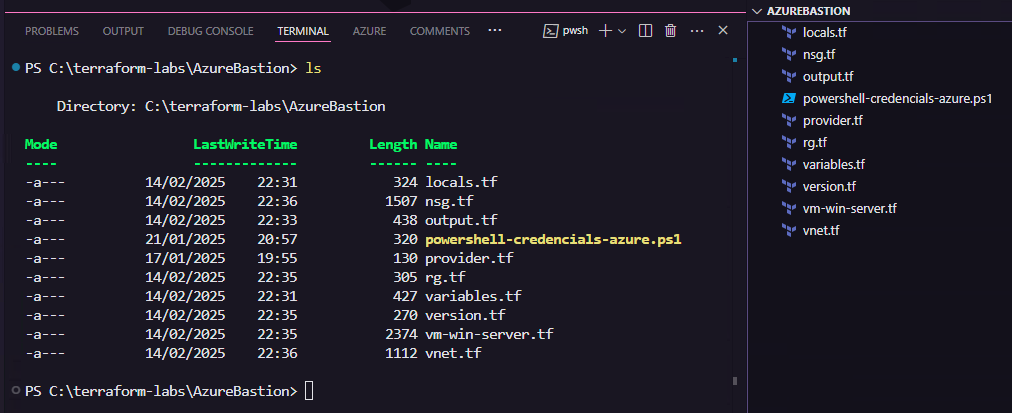 PROBLEMS OUTPUT DEBUG CONSOLE TERMINAL AZURE COMMENTS ··· pwsh
PS C:\terraform-labs\AzureBastion> ls
Directory: C:\terraform-labs\AzureBastion
Mode LastWriteTime Length Name
---- ------------- ------ ----
-a--- 14/02/2025 22:31 324 locals.tf
-a--- 14/02/2025 22:36 1507 nsg.tf
-a--- 14/02/2025 22:33 438 output.tf
-a--- 21/01/2025 20:57 320 powershell-credencials-azure.ps1
-a--- 17/01/2025 19:55 130 provider.tf
-a--- 14/02/2025 22:35 305 rg.tf
-a--- 14/02/2025 22:31 427 variables.tf
-a--- 14/02/2025 22:35 270 version.tf
-a--- 14/02/2025 22:35 2374 vm-win-server.tf
-a--- 14/02/2025 22:36 1112 vnet.tf
PS C:\terraform-labs\AzureBastion>
AZUREBASTION
locals.tf
nsg.tf
output.tf
powershell-credencials-azure.ps1
provider.tf
rg.tf
variables.tf
version.tf
vm-win-server.tf
vnet.tf